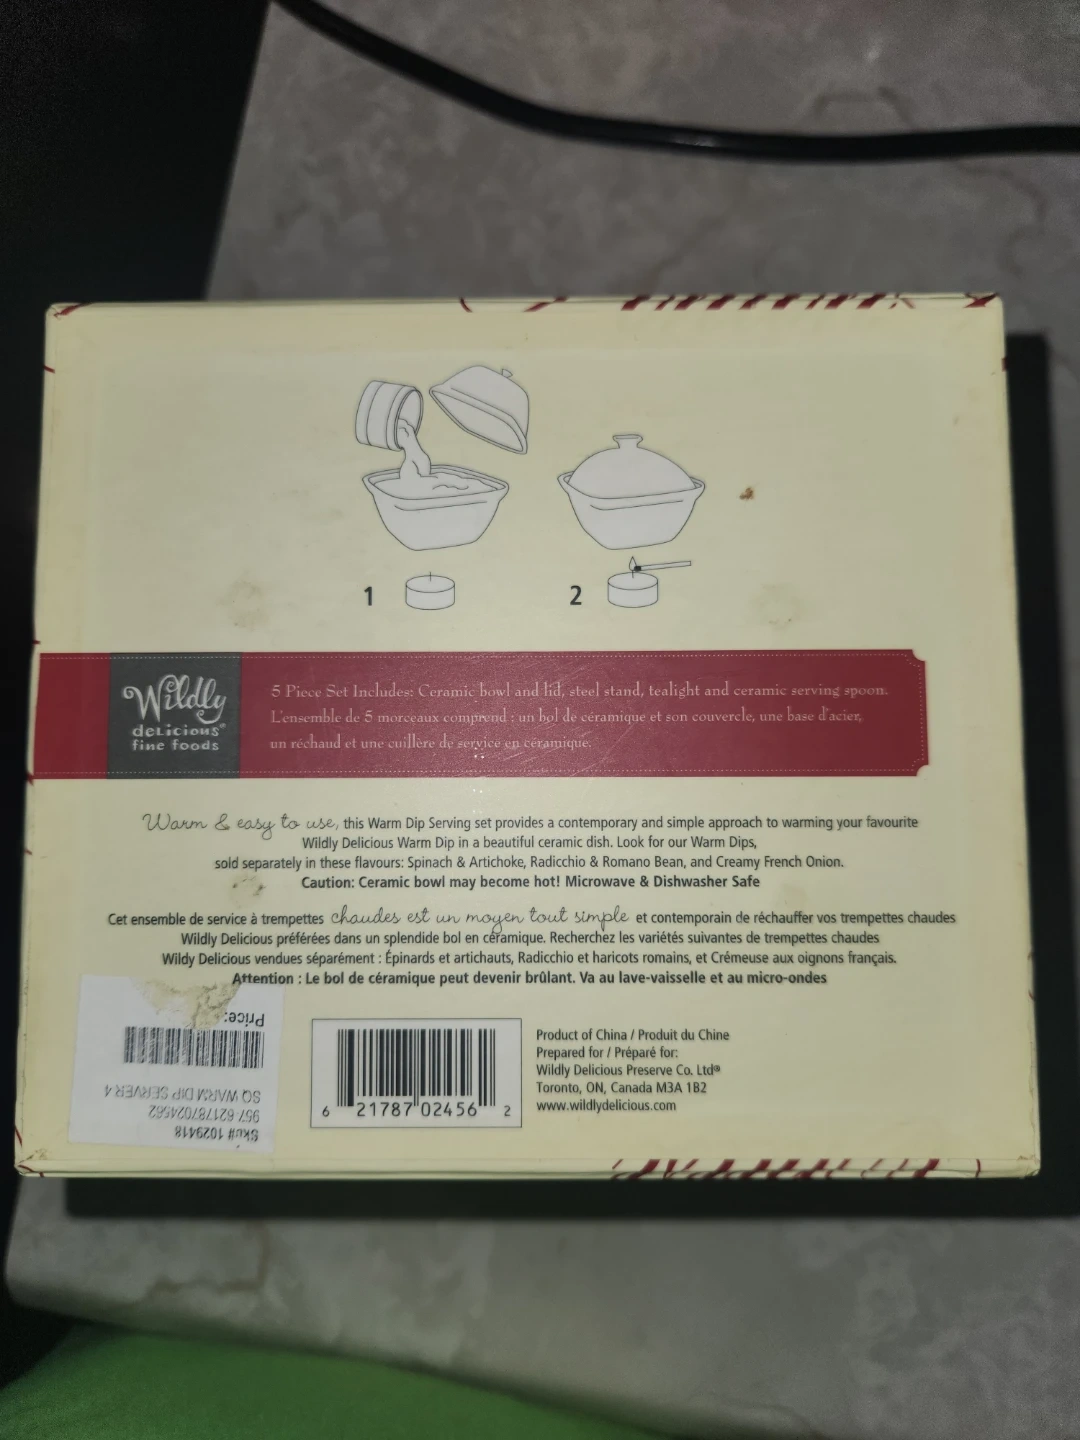 1
2
Wildly
delicious®
fine foods
5 Piece Set Includes: Ceramic bowl and lid, steel stand, tealight and ceramic serving spoon.
L'ensemble de 5 morceaux comprend : un bol de céramique et son couvercle, une base d'acier,
un réchaud et une cuillère de service en céramique.
Warm & easy to use, this Warm Dip Serving set provides a contemporary and simple approach to warming your favourite
Wildly Delicious Warm Dip in a beautiful ceramic dish. Look for our Warm Dips,
sold separately in these flavours: Spinach & Artichoke, Radicchio & Romano Bean, and Creamy French Onion.
Caution: Ceramic bowl may become hot! Microwave & Dishwasher Safe
Cet ensemble de service à trempettes chaudes est un moyen tout simple et contemporain de réchauffer vos trempettes chaudes
Wildly Delicious préférées dans un splendide bol en céramique. Recherchez les variétés suivantes de trempettes chaudes
Wildy Delicious vendues séparément : Épinards et artichauts, Radicchio et haricots romains, et Crémeuse aux oignons français.
Attention : Le bol de céramique peut devenir brûlant. Va au lave-vaisselle et au micro-ondes
Sku# 1029418
957 621787024562
SQ WARM DIP SERVER 4
Price:
6 21787 02456 2
Product of China / Produit du Chine
Prepared for / Préparé for:
Wildly Delicious Preserve Co. Ltd®
Toronto, ON, Canada M3A 1B2
www.wildlydelicious.com